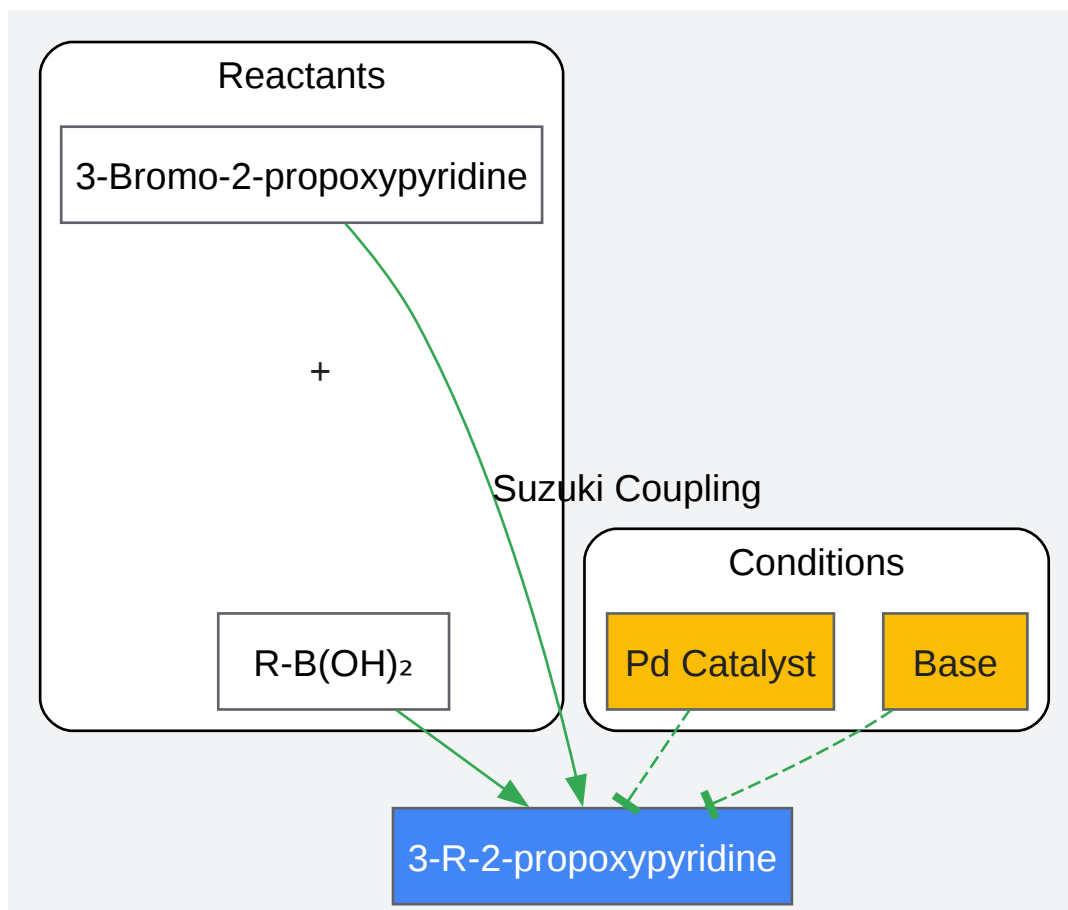 Reactants
3-Bromo-2-propoxypyridine
+
Suzuki Coupling
Conditions
R-B(OH)₂
Pd Catalyst
Base
3-R-2-propoxypyridine